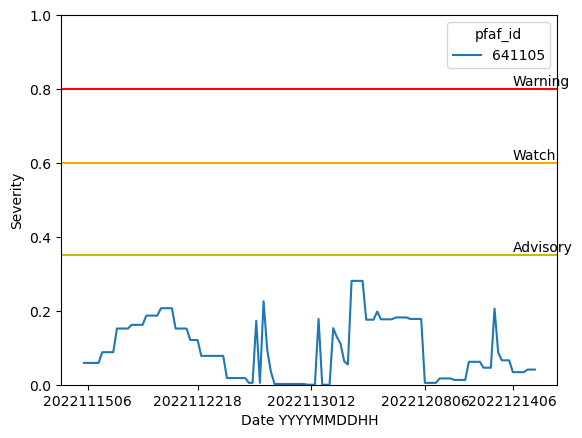 pfaf_id
641105
1.0
0.8
0.6
0.4
0.2
0.0
Severity
Warning
Watch
Advisory
2022111506
2022112218
2022113012
2022120806
2022121406
Date YYYYMMDDHH